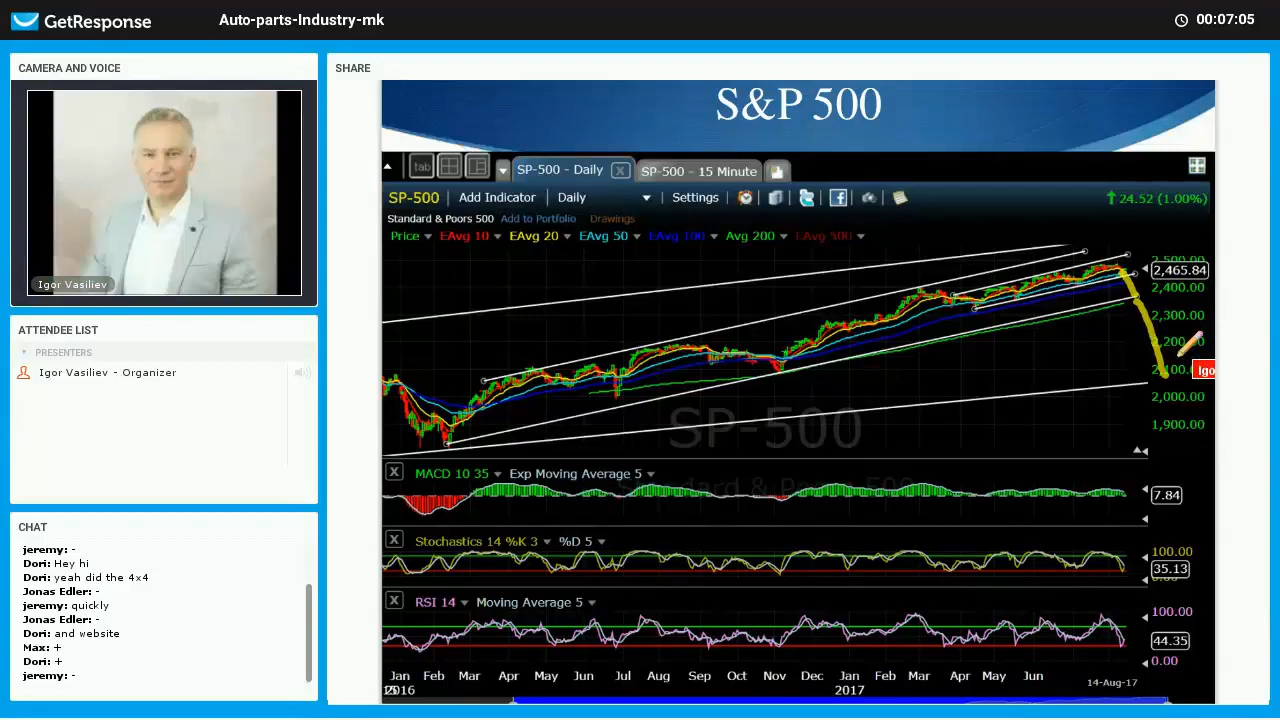 GetResponse
Auto-parts-Industry-mk
00:07:05
CAMERA AND VOICE
Igor Vasiliev
ATTENDEE LIST
PRESENTERS
Igor Vasiliev - Organizer
CHAT
jeremy: -
Dori: Hey hi
Dori: yeah did the 4x4
Jonas Edler: -
jeremy: quickly
Jonas Edler: -
Dori: and website
Max: +
Dori: +
jeremy: -
SHARE
S&P 500
tab
SP-500 - Daily
SP-500 - 15 Minute
SP-500 Add Indicator Daily Settings 24.52 (1.00%)
Standard & Poors 500 Add to Portfolio Drawings
Price EAvg 10 EAvg 20 EAvg 50 EAvg 100 Avg 200 EAvg 500
2,500.00
2,465.84
2,400.00
2,300.00
2,200.00
2,100.00
Igo
2,000.00
1,900.00
SP-500
MACD 10 35 Exp Moving Average 5
Standard & Poors 500
7.84
Stochastics 14 %K 3 %D 5
100.00
35.13
0.00
RSI 14 Moving Average 5
100.00
44.35
0.00
Jan Feb Mar Apr May Jun Jul Aug Sep Oct Nov Dec Jan Feb Mar Apr May Jun
2016 2017 14-Aug-17